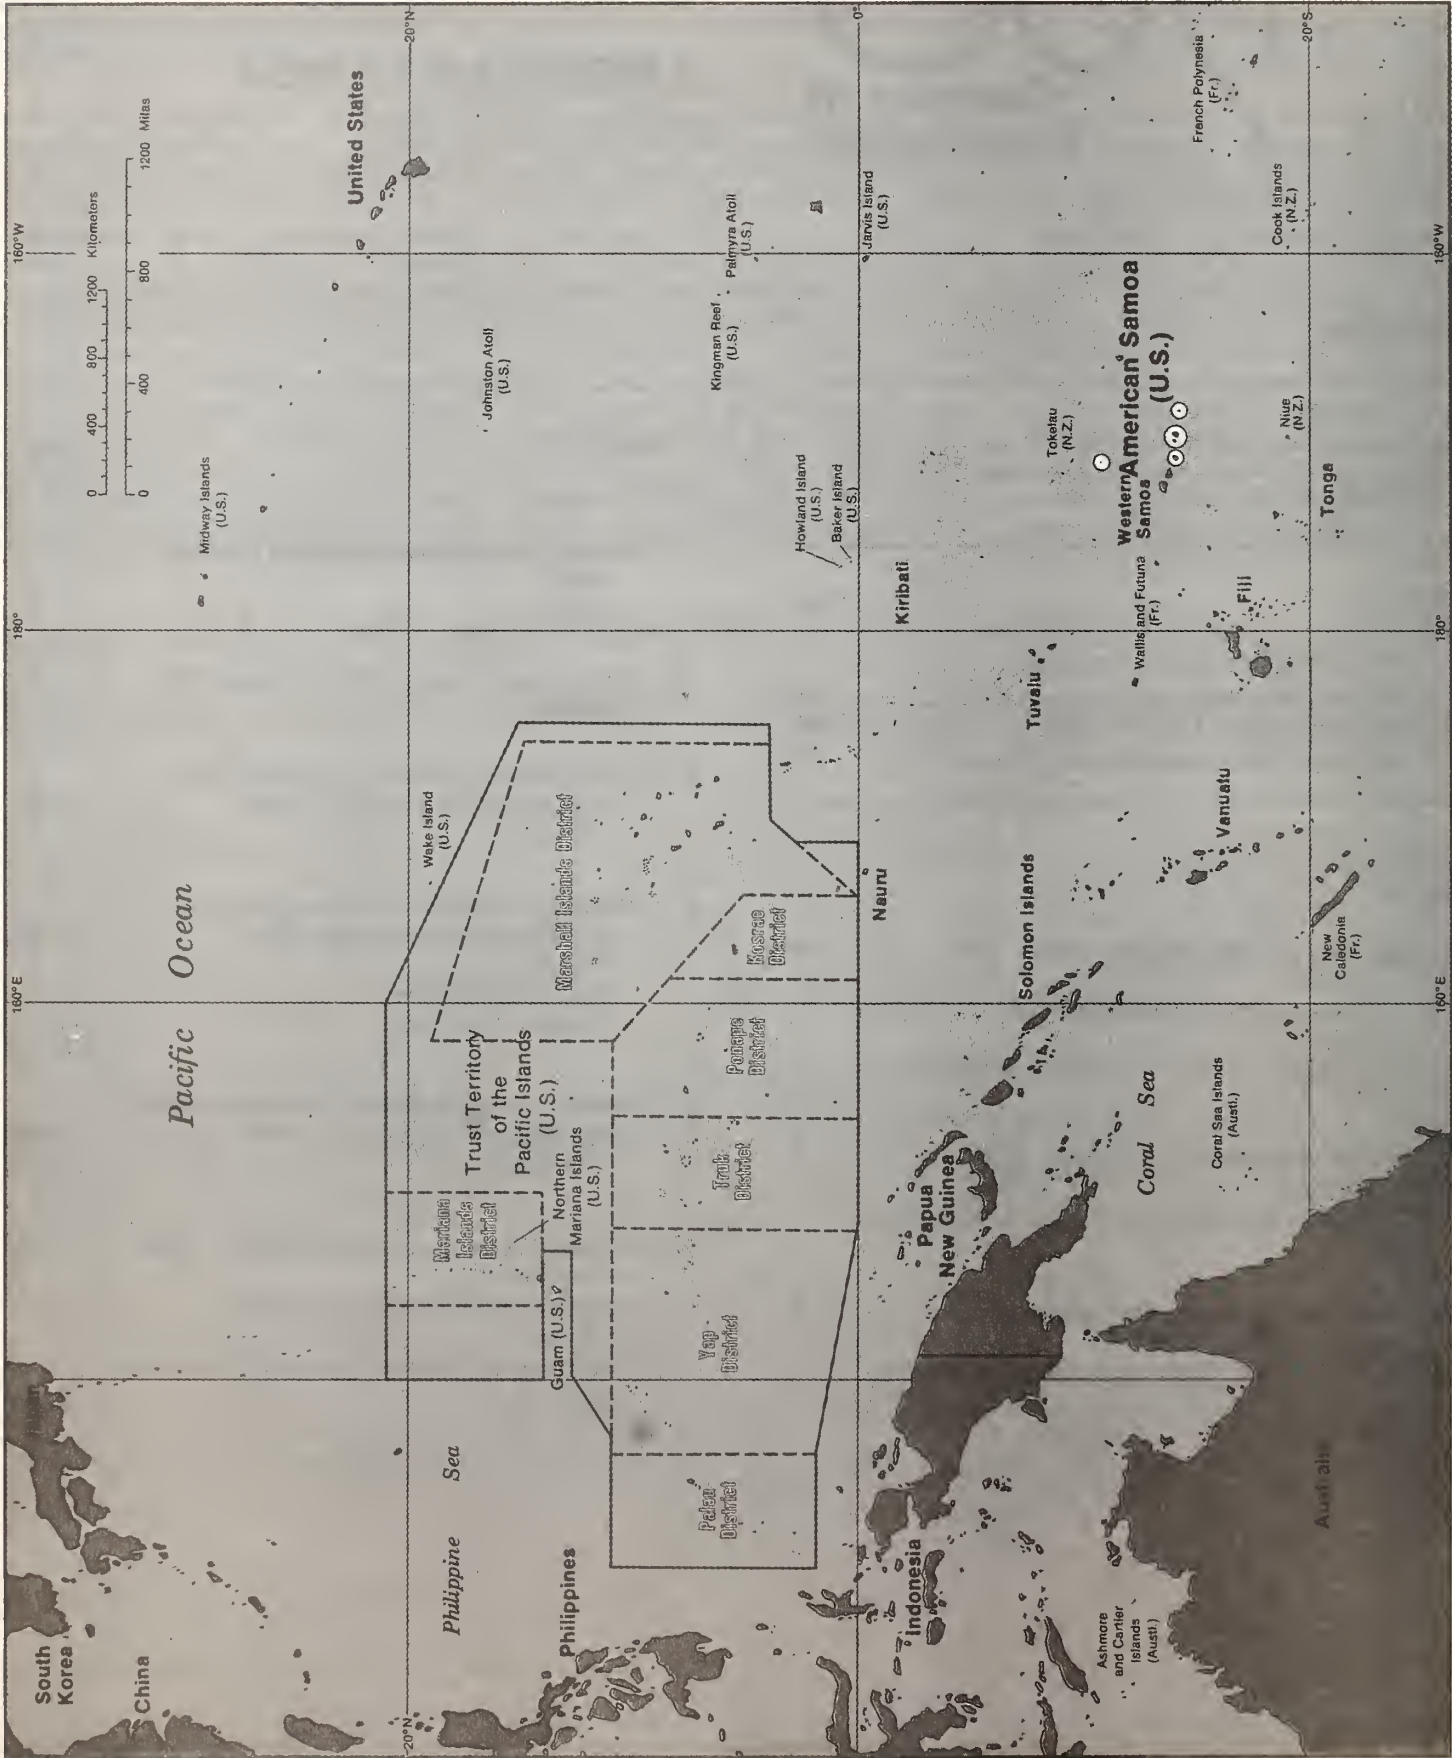 South
Korea
China
Pacific Ocean
Philippine Sea
Philippines
Midway Islands
(U.S.)
0 400 800 1200 Kilometers
0 400 800 1200 Miles
United States
Johnston Atoll
(U.S.)
Wake Island
(U.S.)
Trust Territory
of the
Pacific Islands
(U.S.)
Mariana
Islands
District
Northern
Mariana Islands
(U.S.)
Guam (U.S.)
Marshall Islands District
Palau
District
Yap
District
Truk
District
Ponape
District
Kosrae
District
Kingman Reef
(U.S.)
Palmyra Atoll
(U.S.)
Howland Island
(U.S.)
Baker Island
(U.S.)
Jarvis Island
(U.S.)
Nauru
Kiribati
Indonesia
Papua
New Guinea
Solomon Islands
Tuvalu
Tokelau
(N.Z.)
Western
Samoa
American Samoa
(U.S.)
Wallis and Futuna
(Fr.)
French Polynesia
(Fr.)
Ashmore
and Cartier
Islands
(Austl.)
Coral Sea
Coral Sea Islands
(Austl.)
Vanuatu
Fiji
Cook Islands
(N.Z.)
Niue
(N.Z.)
Tonga
New
Caledonia
(Fr.)
Australia
160°E
180°
160°W
20°N
20°N
0°
20°S
160°E
180°
160°W